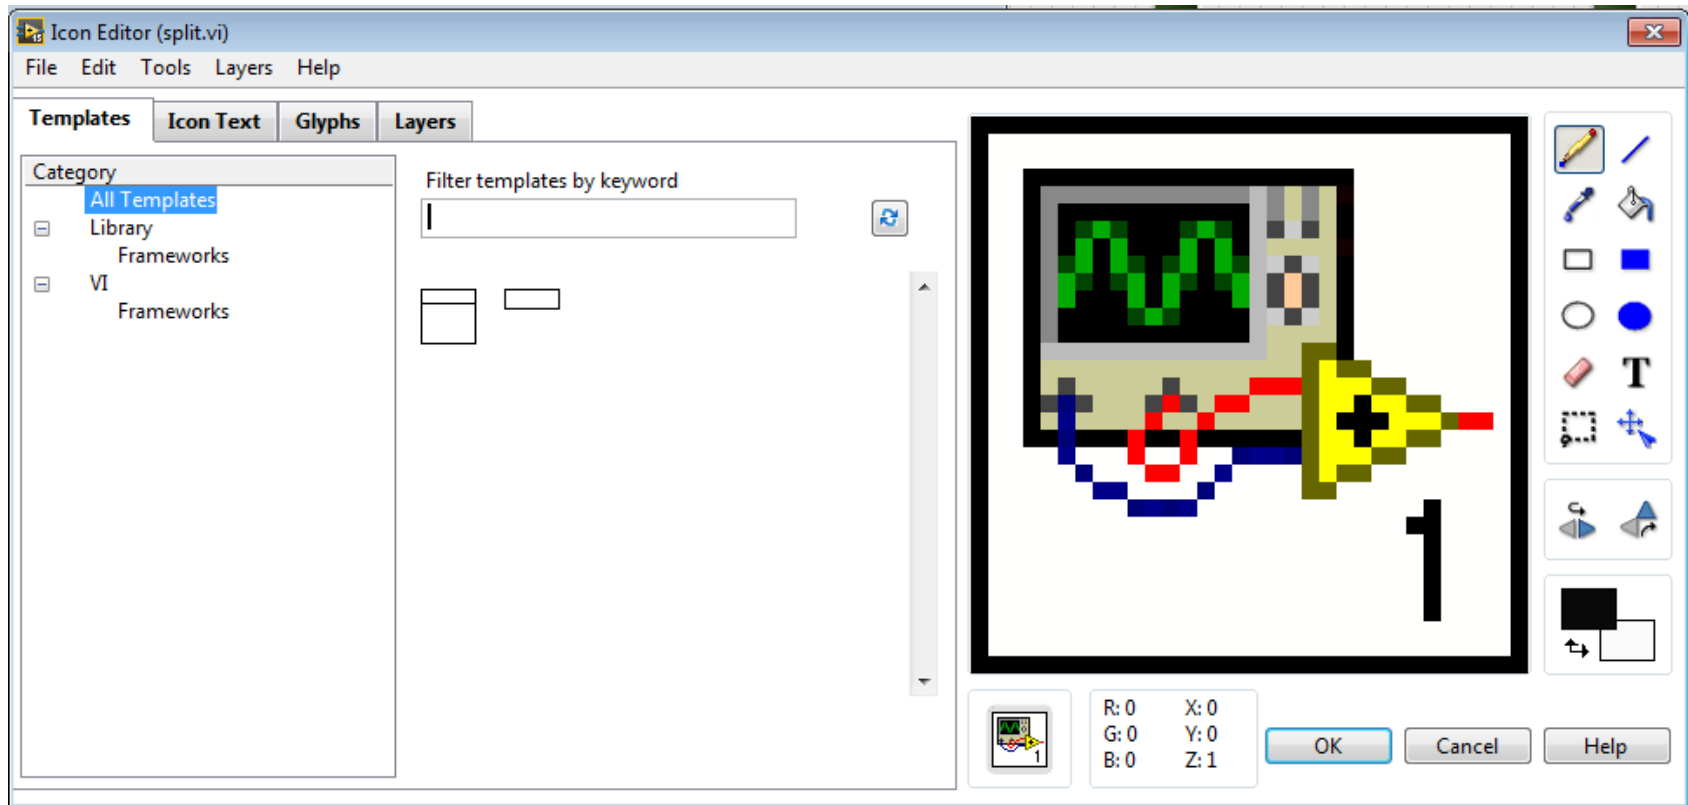 Icon Editor (split.vi)
File Edit Tools Layers Help
Templates Icon Text Glyphs Layers
Category
All Templates
Library
Frameworks
VI
Frameworks
Filter templates by keyword
1
T
1
R: 0 X: 0
G: 0 Y: 0
B: 0 Z: 1
OK Cancel Help